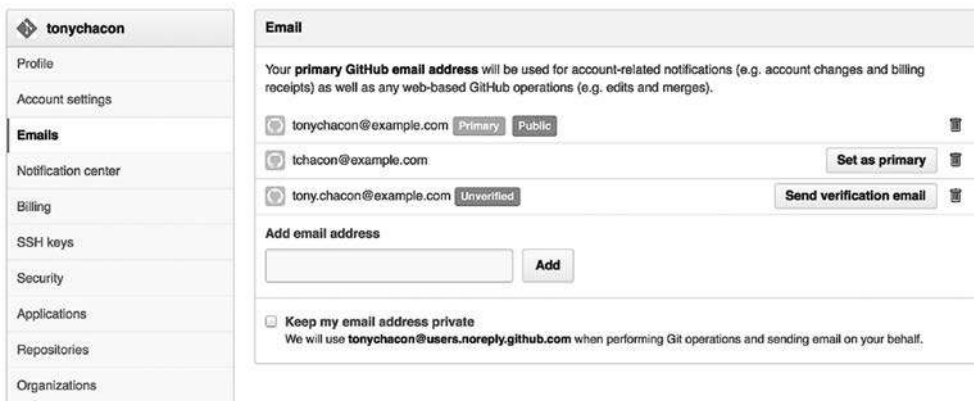 tonychacon
Profile
Account settings
Emails
Notification center
Billing
SSH keys
Security
Applications
Repositories
Organizations
Email
Your primary GitHub email address will be used for account-related notifications (e.g. account changes and billing
receipts) as well as any web-based GitHub operations (e.g. edits and merges).
tonychacon@example.com Primary Public
tchacon@example.com Set as primary
tony.chacon@example.com Unverified Send verification email
Add email address
Add
Keep my email address private
We will use tonychacon@users.noreply.github.com when performing Git operations and sending email on your behalf.